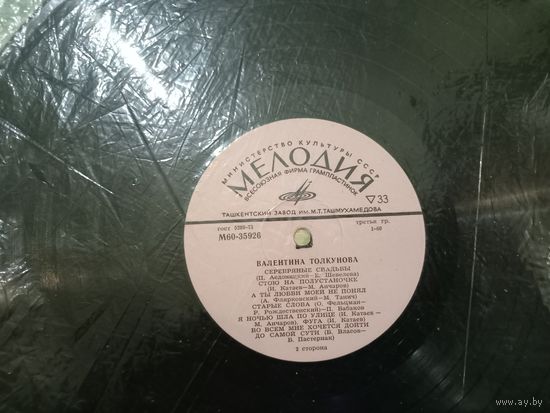 МИНИСТЕРСТВО КУЛЬТУРЫ СССР
МЕЛОДИЯ
ВСЕСОЮЗНАЯ ФИРМА ГРАМПЛАСТИНОК
▽33
ТАШКЕНТСКИЙ ЗАВОД ИМ.М.Т.ТАШМУХАМЕДОВА
ГОСТ 5289-73
третья гр.
М60-35926
1-60
ВАЛЕНТИНА ТОЛКУНОВА
СЕРЕБРЯНЫЕ СВАДЬБЫ
(П. Аедоницкий—Е. Шевелева)
СТОЮ НА ПОЛУСТАНОЧКЕ
(И. Катаев—М. Анчаров)
А ТЫ ЛЮБВИ МОЕЙ НЕ ПОНЯЛ
(А. Флярковский—М. Танич)
СТАРЫЕ СЛОВА (О. Фельцман—
Р. Рождественский)—П. Бабаков
Я НОЧЬЮ ШЛА ПО УЛИЦЕ (И. Катаев—
М. Анчаров), ФУГА (И. Катаев)
ВО ВСЕМ МНЕ ХОЧЕТСЯ ДОЙТИ
ДО САМОЙ СУТИ (В. Власов—
Б. Пастернак)
2 сторона
www.ay.by